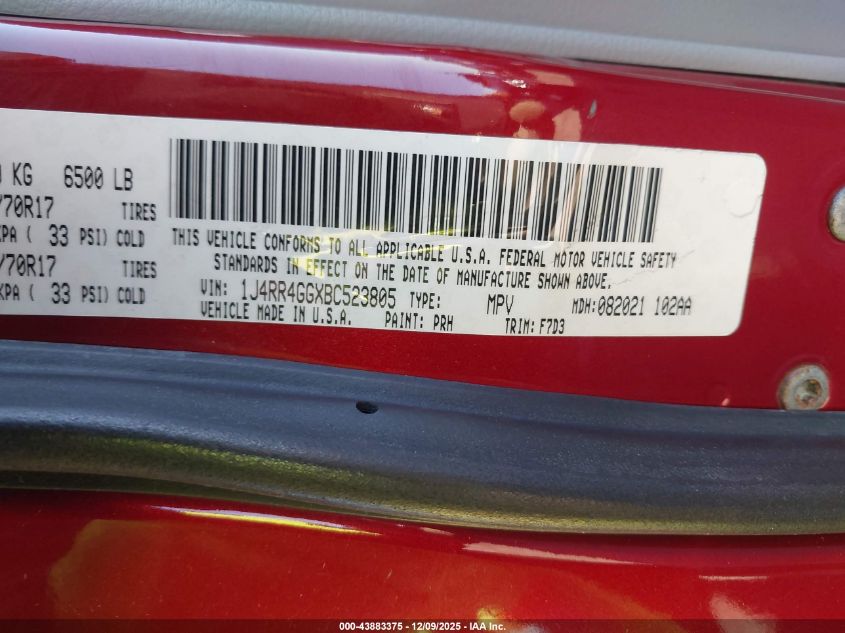 KG 6500 LB
/70R17 TIRES
KPA ( 33 PSI) COLD
/70R17 TIRES
KPA ( 33 PSI) COLD
THIS VEHICLE CONFORMS TO ALL APPLICABLE U.S.A. FEDERAL MOTOR VEHICLE SAFETY
STANDARDS IN EFFECT ON THE DATE OF MANUFACTURE SHOWN ABOVE.
VIN: 1J4RR4GGXBC523805 TYPE: MPV MDH:082021 102AA
VEHICLE MADE IN U.S.A. PAINT: PRH TRIM: F7D3
000-43883375 | 12/09/2025 | IAA Inc.